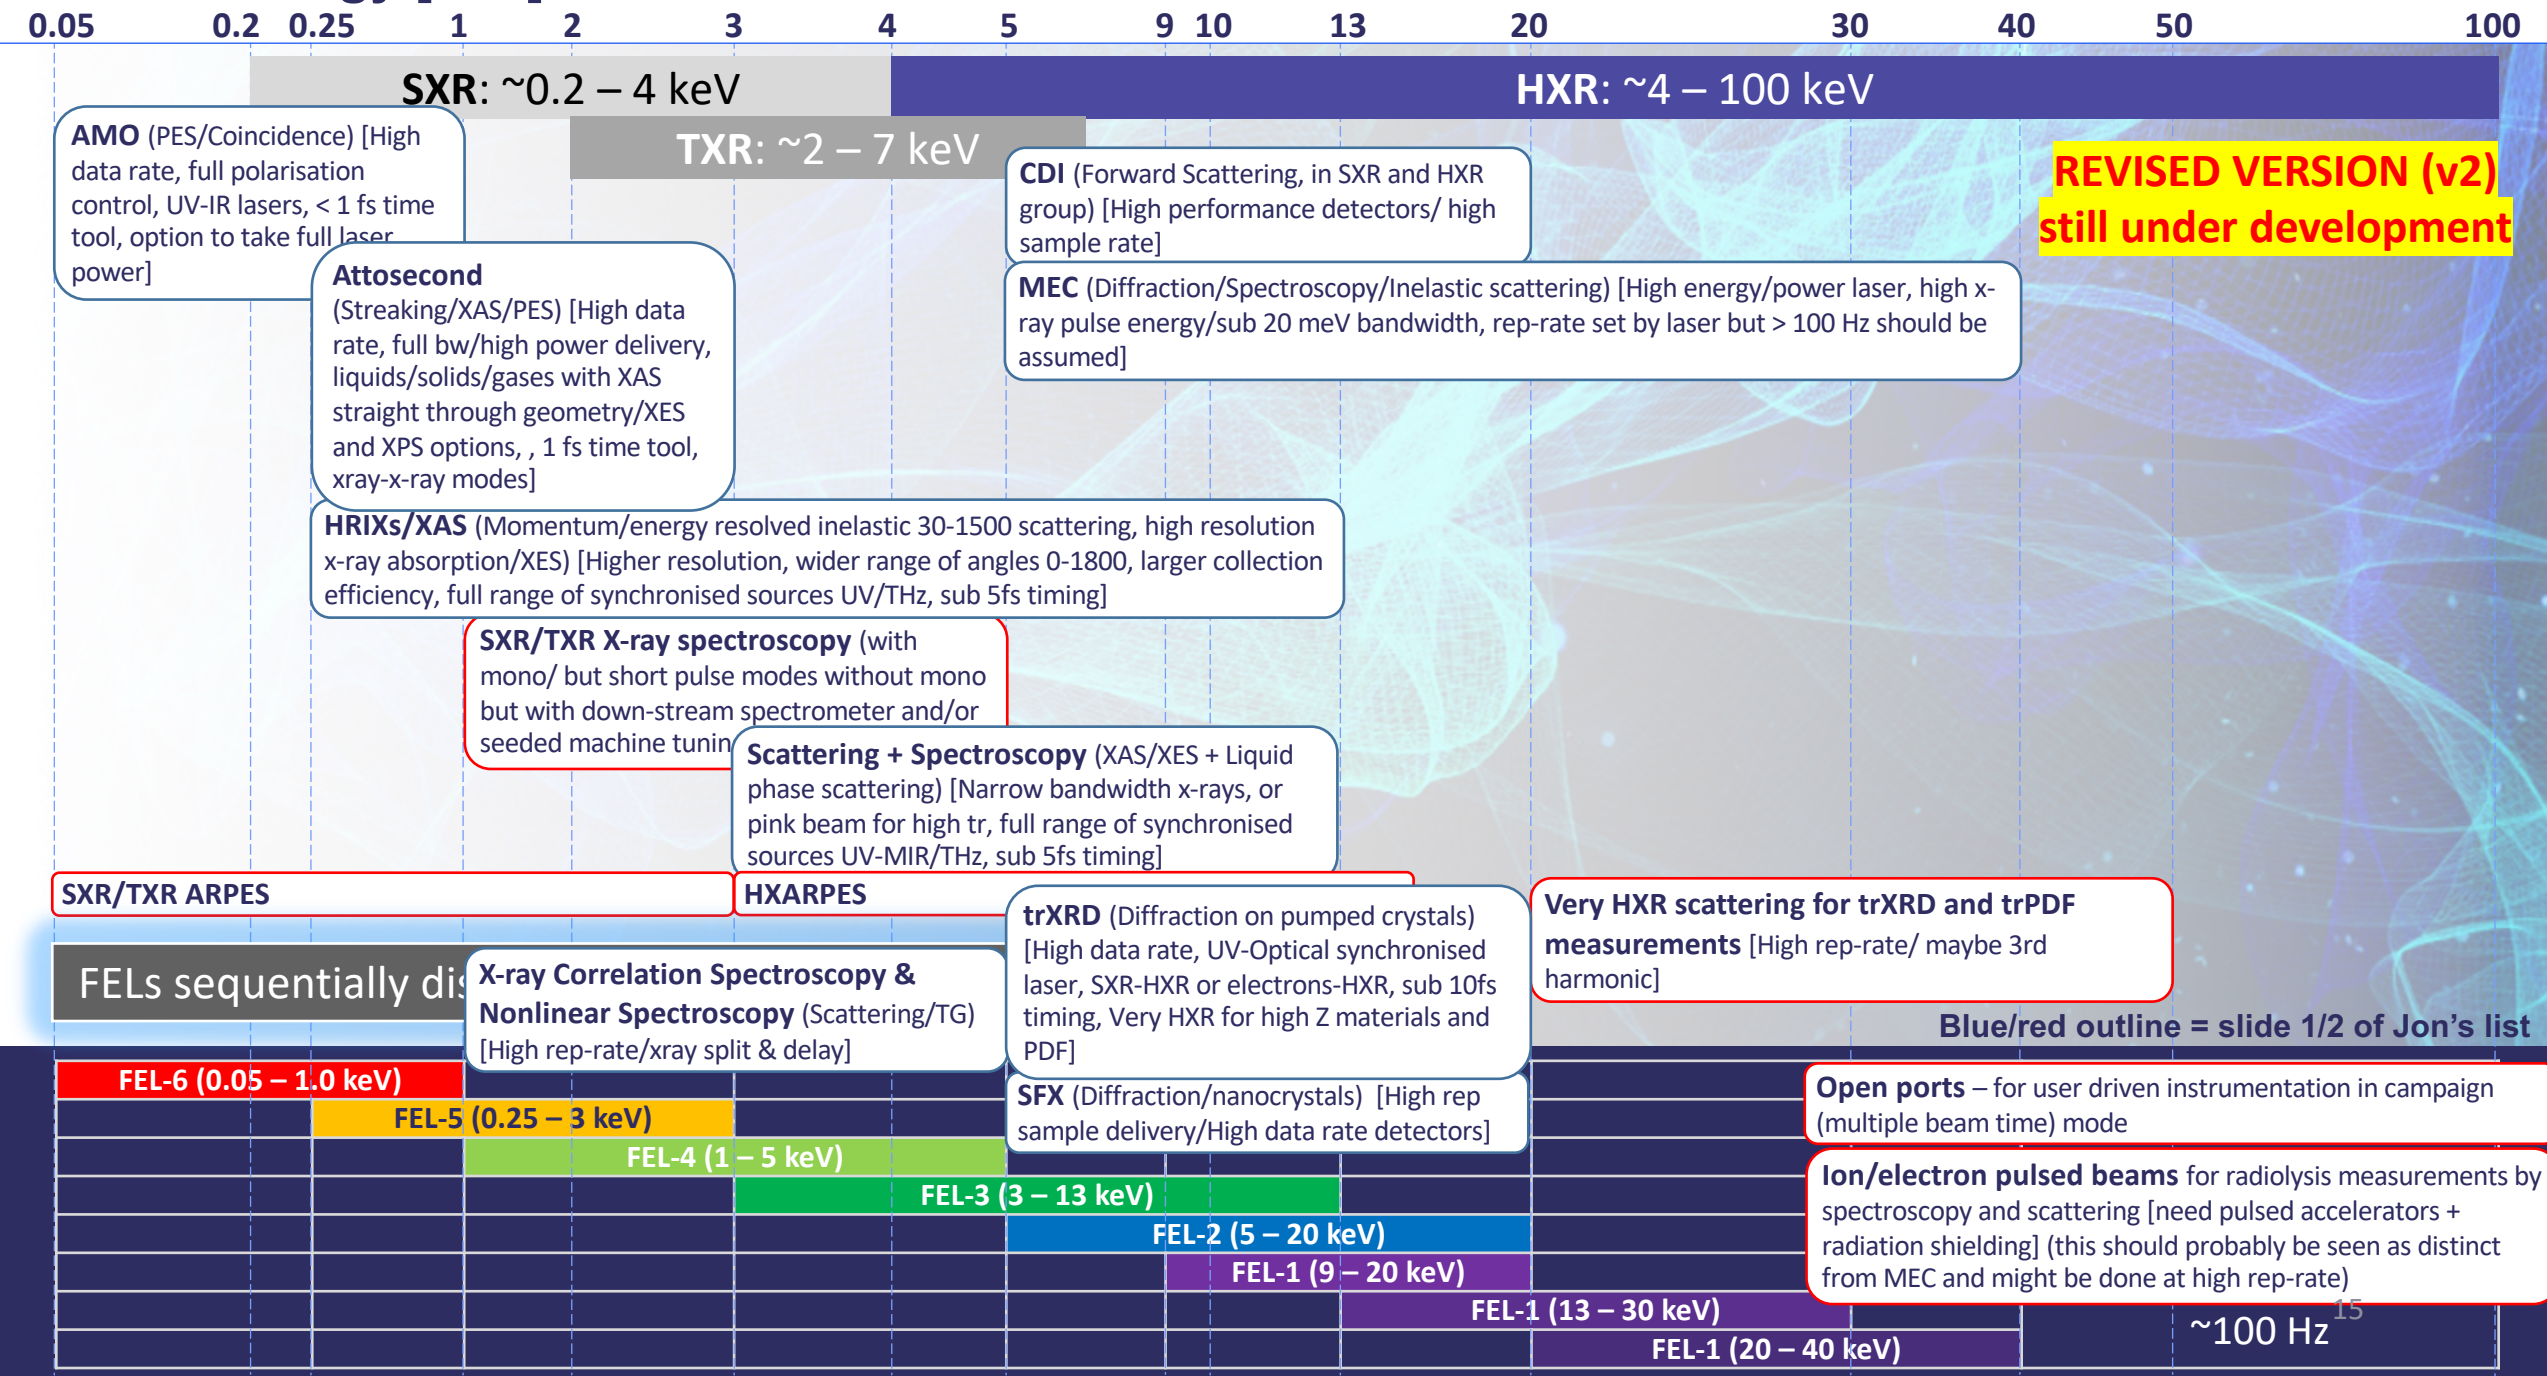 0.05 0.2 0.25 1 2 3 4 5 9 10 13 20 30 40 50 100
SXR: ~0.2 – 4 keV
HXR: ~4 – 100 keV
TXR: ~2 – 7 keV
REVISED VERSION (v2)
still under development
AMO (PES/Coincidence) [High
data rate, full polarisation
control, UV-IR lasers, < 1 fs time
tool, option to take full laser
power]
CDI (Forward Scattering, in SXR and HXR
group) [High performance detectors/ high
sample rate]
Attosecond
(Streaking/XAS/PES) [High data
rate, full bw/high power delivery,
liquids/solids/gases with XAS
straight through geometry/XES
and XPS options, , 1 fs time tool,
xray-x-ray modes]
MEC (Diffraction/Spectroscopy/Inelastic scattering) [High energy/power laser, high x-
ray pulse energy/sub 20 meV bandwidth, rep-rate set by laser but > 100 Hz should be
assumed]
HRIXs/XAS (Momentum/energy resolved inelastic 30-1500 scattering, high resolution
x-ray absorption/XES) [Higher resolution, wider range of angles 0-1800, larger collection
efficiency, full range of synchronised sources UV/THz, sub 5fs timing]
SXR/TXR X-ray spectroscopy (with
mono/ but short pulse modes without mono
but with down-stream spectrometer and/or
seeded machine tunin
Scattering + Spectroscopy (XAS/XES + Liquid
phase scattering) [Narrow bandwidth x-rays, or
pink beam for high tr, full range of synchronised
sources UV-MIR/THz, sub 5fs timing]
SXR/TXR ARPES
HXARPES
trXRD (Diffraction on pumped crystals)
[High data rate, UV-Optical synchronised
laser, SXR-HXR or electrons-HXR, sub 10fs
timing, Very HXR for high Z materials and
PDF]
Very HXR scattering for trXRD and trPDF
measurements [High rep-rate/ maybe 3rd
harmonic]
FELs sequentially dis
X-ray Correlation Spectroscopy &
Nonlinear Spectroscopy (Scattering/TG)
[High rep-rate/xray split & delay]
Blue/red outline = slide 1/2 of Jon's list
SFX (Diffraction/nanocrystals) [High rep
sample delivery/High data rate detectors]
Open ports – for user driven instrumentation in campaign
(multiple beam time) mode
Ion/electron pulsed beams for radiolysis measurements by
spectroscopy and scattering [need pulsed accelerators +
radiation shielding] (this should probably be seen as distinct
from MEC and might be done at high rep-rate)
FEL-6 (0.05 – 1.0 keV)
FEL-5 (0.25 – 3 keV)
FEL-4 (1 – 5 keV)
FEL-3 (3 – 13 keV)
FEL-2 (5 – 20 keV)
FEL-1 (9 – 20 keV)
FEL-1 (13 – 30 keV)
FEL-1 (20 – 40 keV)
~100 Hz
15